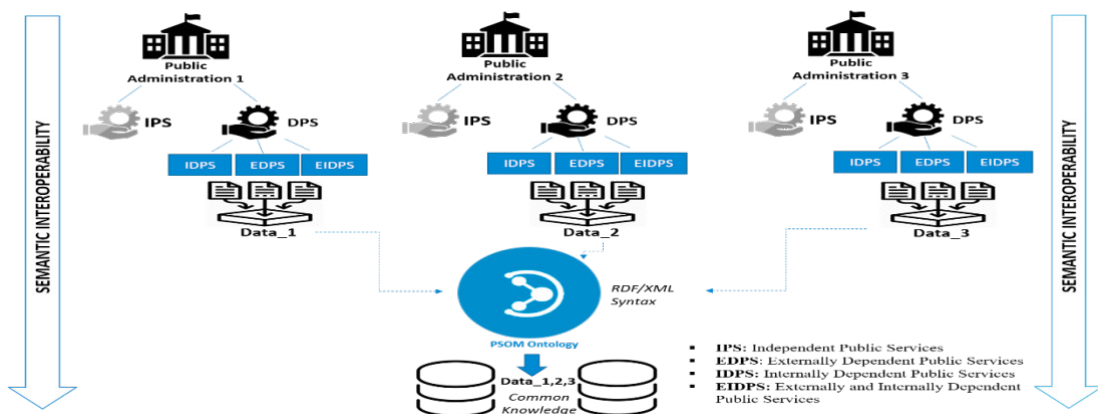 SEMANTIC INTEROPERABILITY
Public
Administration 1
IPS
DPS
IDPS
EDPS
EIDPS
Data_1
Public
Administration 2
IPS
DPS
IDPS
EDPS
EIDPS
Data_2
Public
Administration 3
IPS
DPS
IDPS
EDPS
EIDPS
Data_3
SEMANTIC INTEROPERABILITY
RDF/XML
Syntax
PSOM Ontology
Data_1,2,3
Common
Knowledge
▪ IPS: Independent Public Services
▪ EDPS: Externally Dependent Public Services
▪ IDPS: Internally Dependent Public Services
▪ EIDPS: Externally and Internally Dependent
Public Services